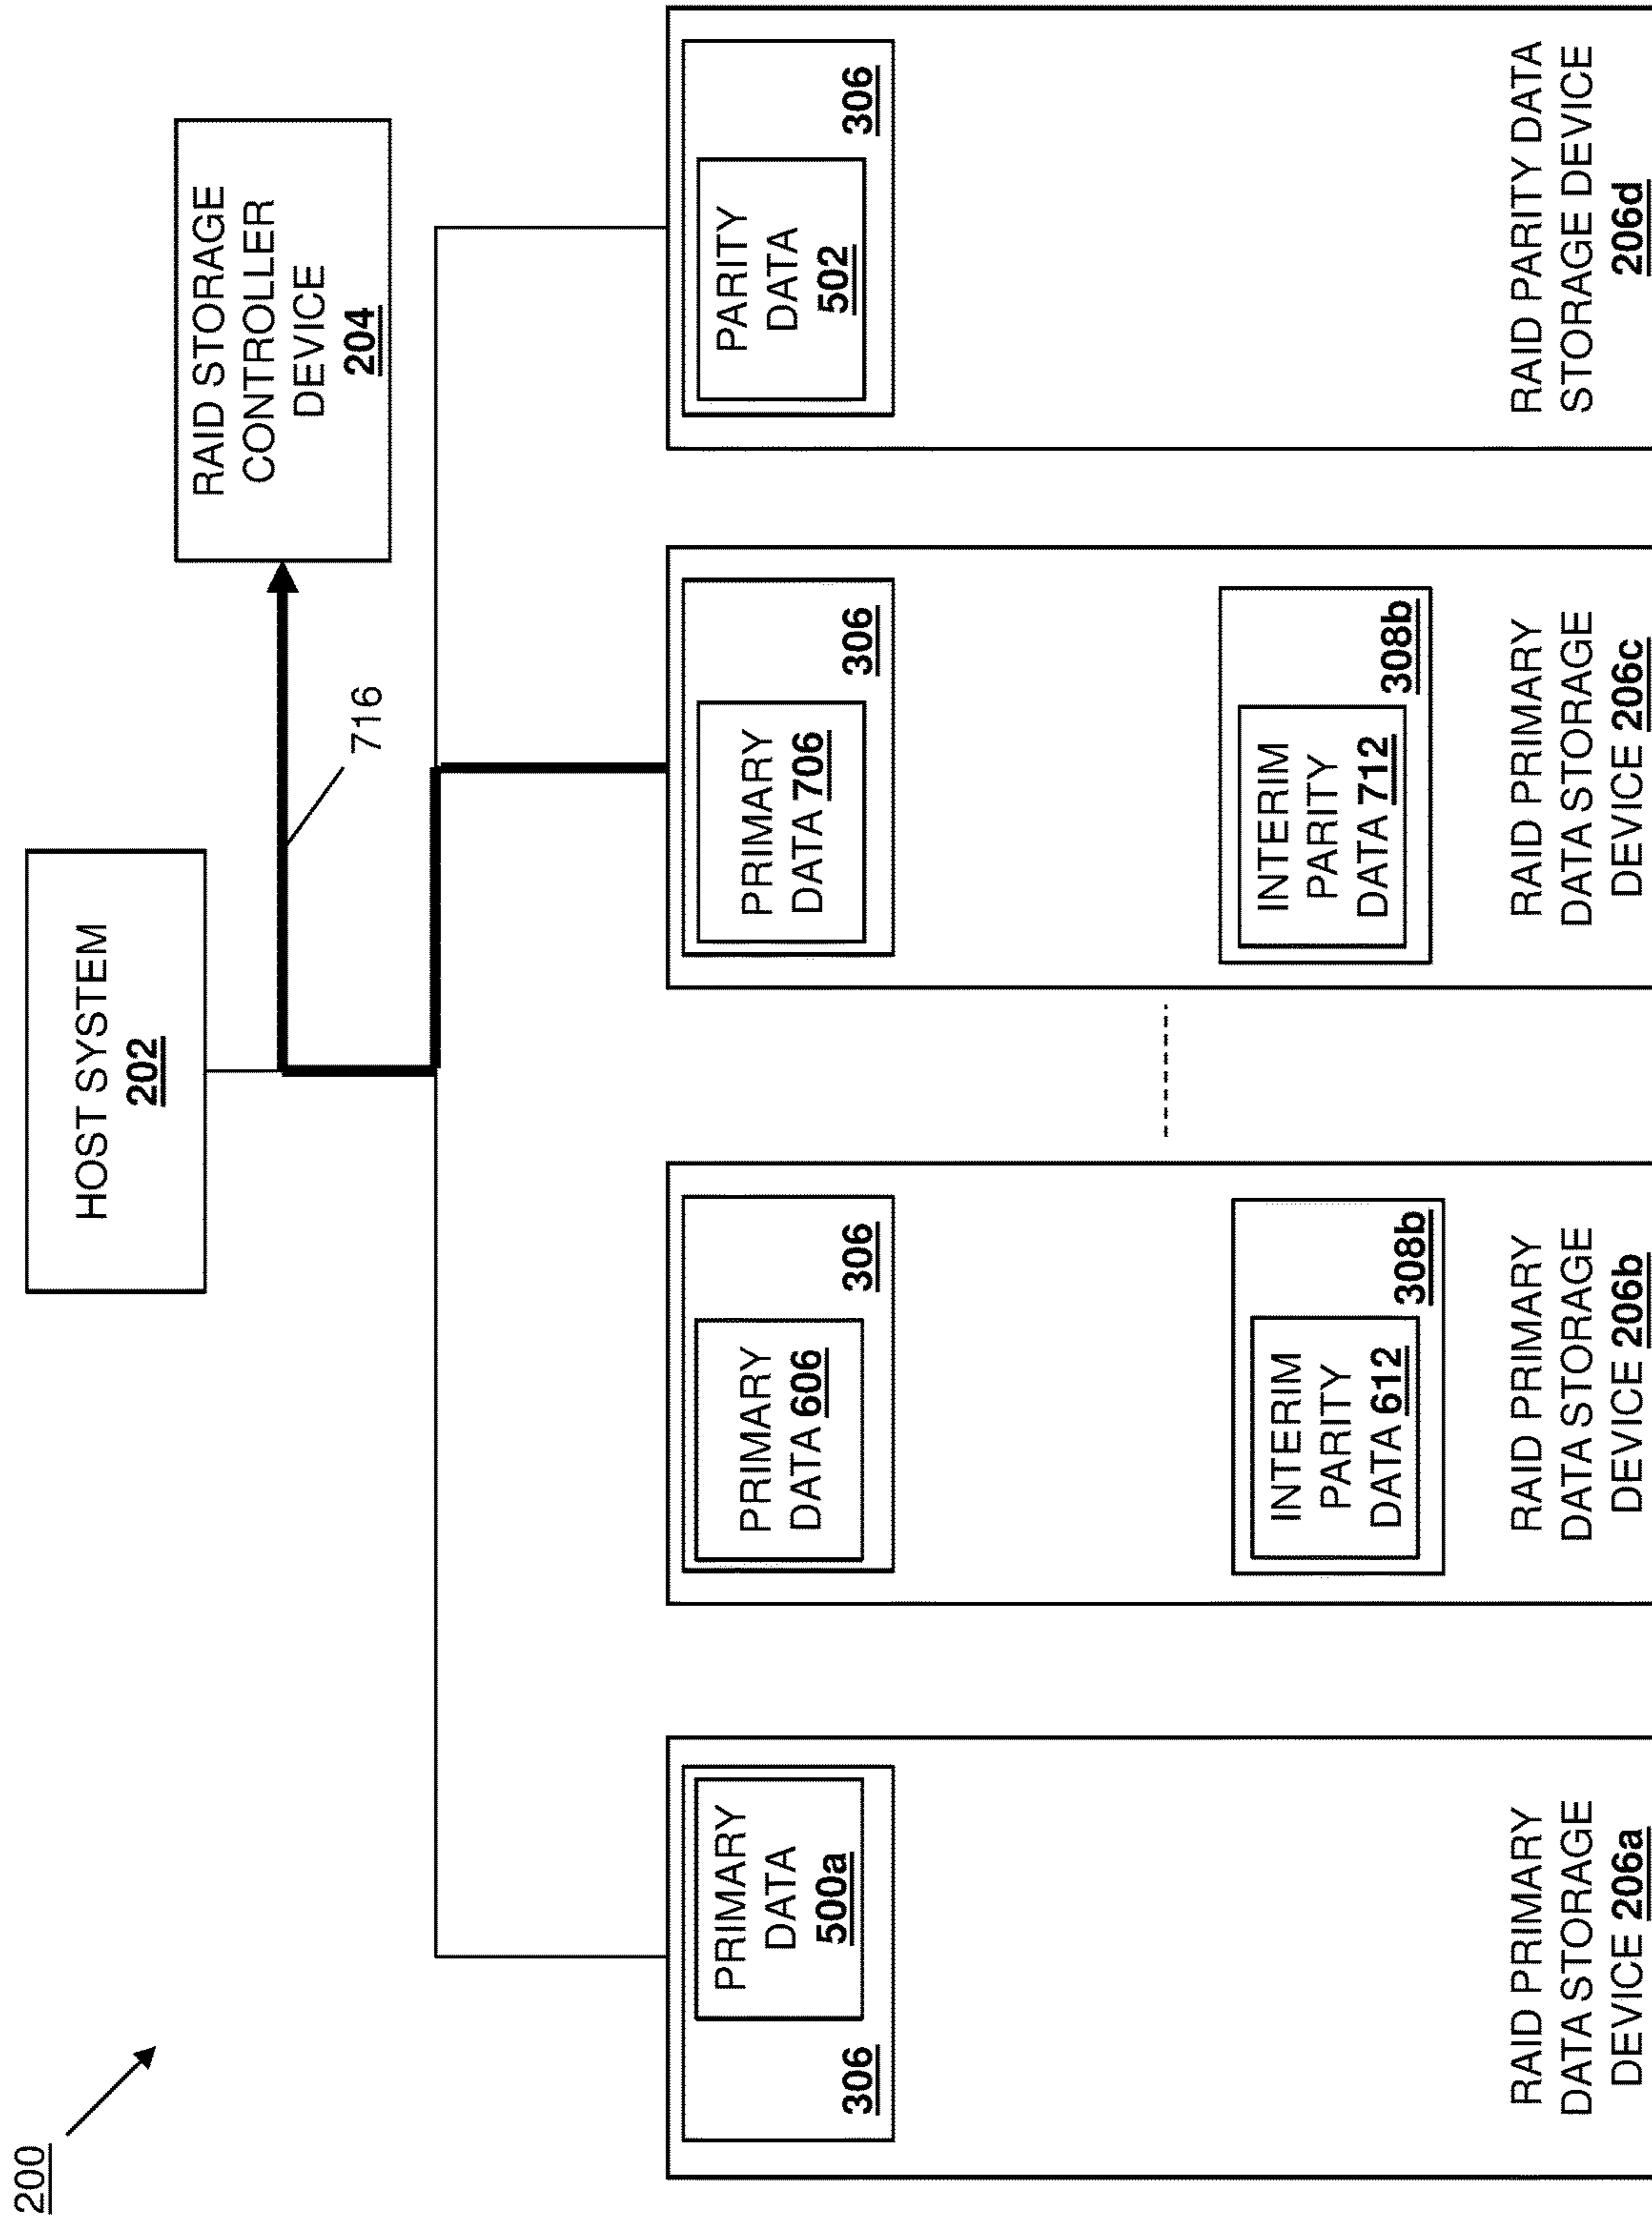 200
HOST SYSTEM
202
RAID STORAGE
CONTROLLER
DEVICE
204
716
PRIMARY
DATA
500a
306
RAID PRIMARY
DATA STORAGE
DEVICE 206a
PRIMARY
DATA 606
306
INTERIM
PARITY
DATA 612
308b
RAID PRIMARY
DATA STORAGE
DEVICE 206b
PRIMARY
DATA 706
306
INTERIM
PARITY
DATA 712
308b
RAID PRIMARY
DATA STORAGE
DEVICE 206c
PARITY
DATA
502
306
RAID PARITY DATA
STORAGE DEVICE
206d